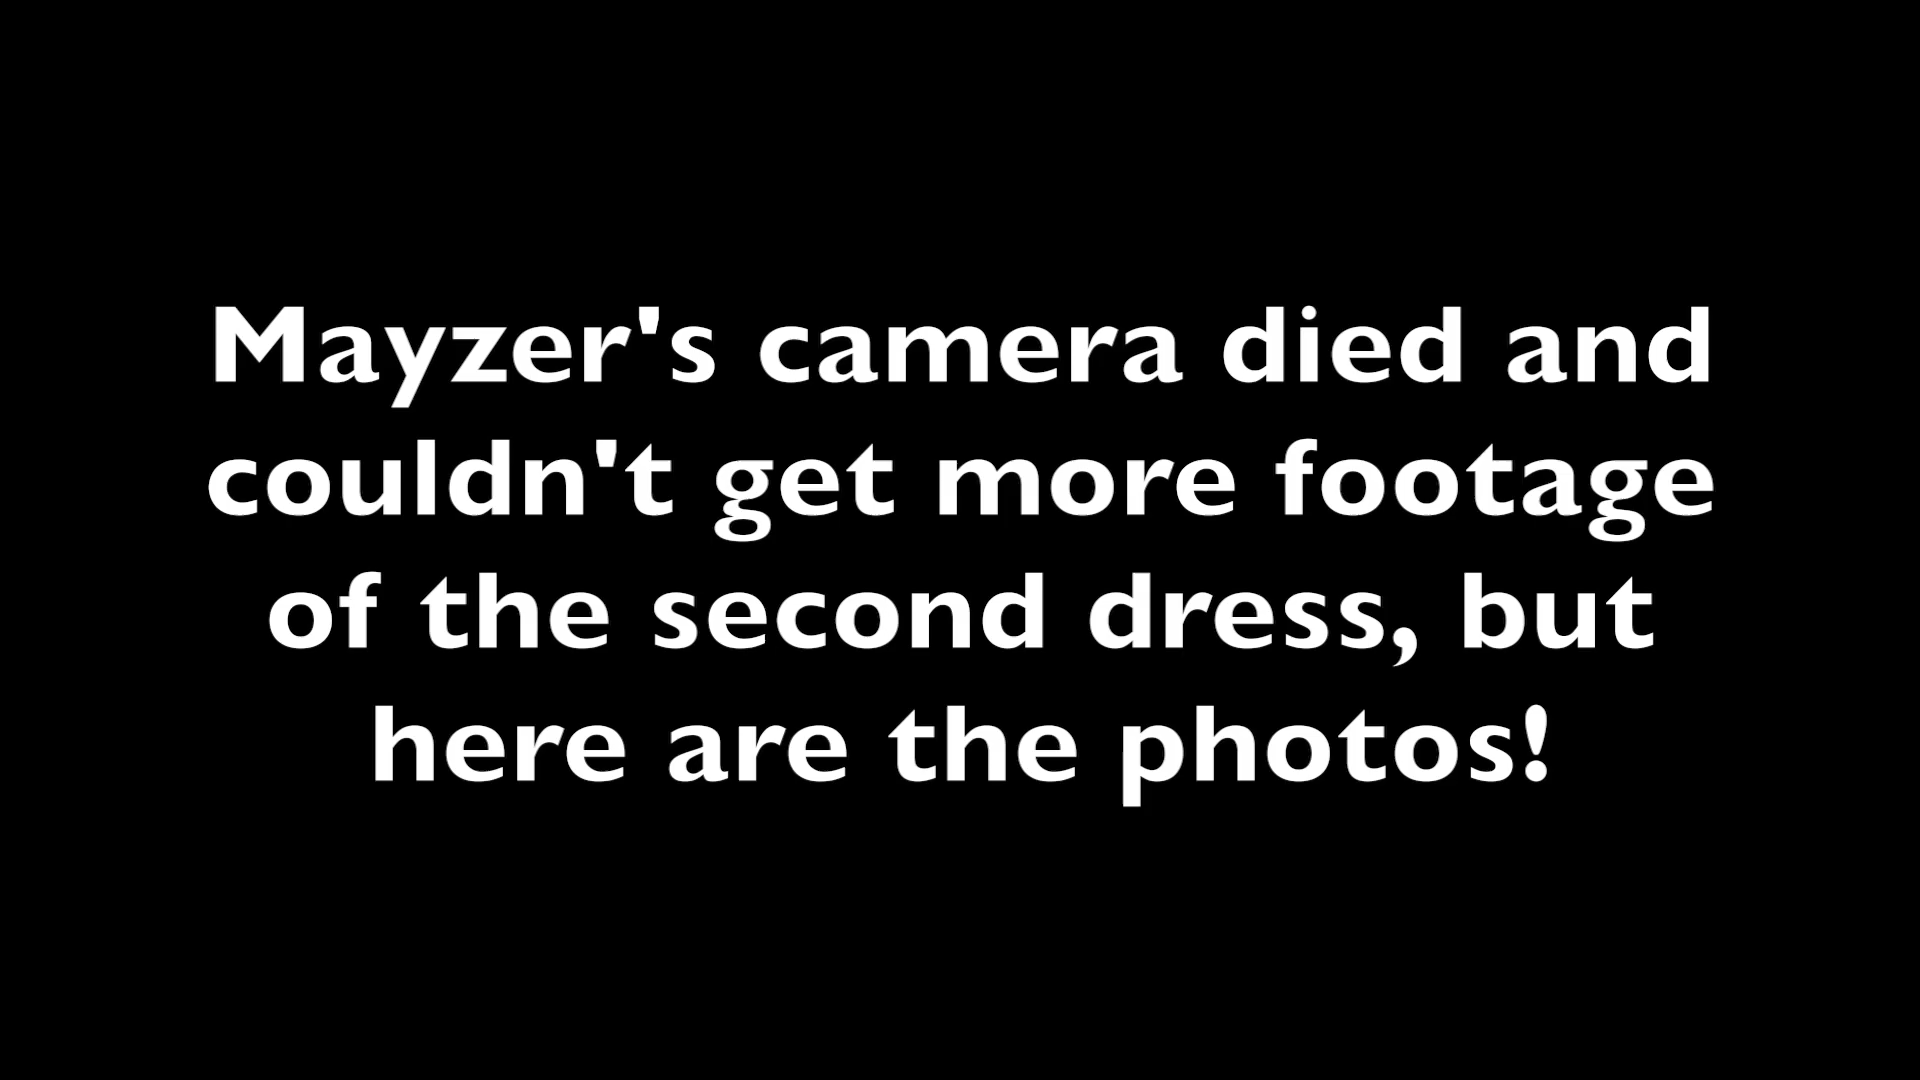 Mayzer's camera died and
couldn't get more footage
of the second dress, but
here are the photos!